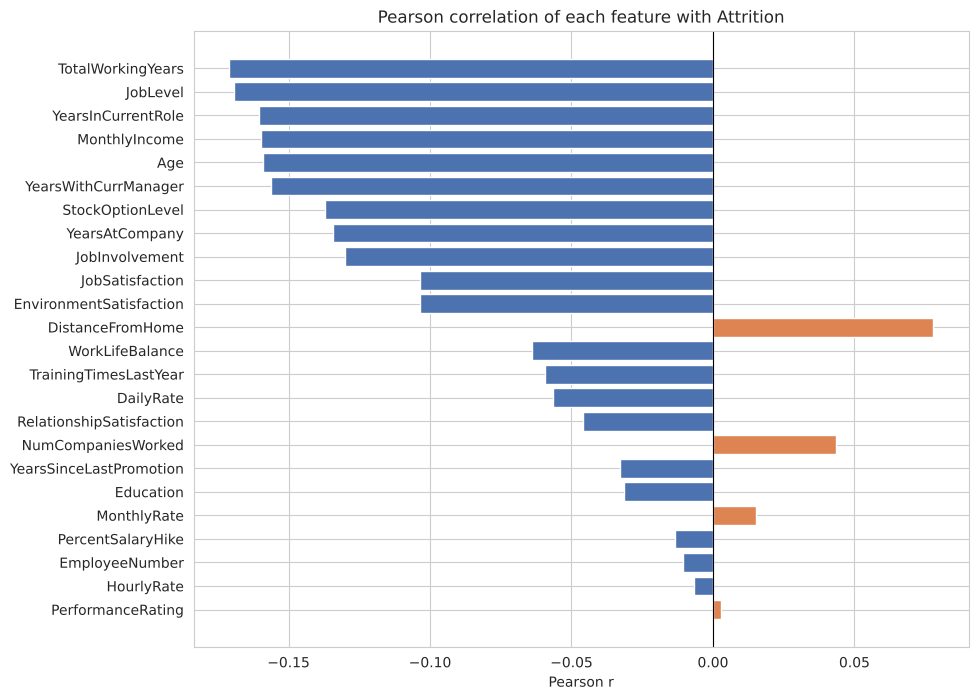 Pearson correlation of each feature with Attrition
TotalWorkingYears
JobLevel
YearsInCurrentRole
MonthlyIncome
Age
YearsWithCurrManager
StockOptionLevel
YearsAtCompany
JobInvolvement
JobSatisfaction
EnvironmentSatisfaction
DistanceFromHome
WorkLifeBalance
TrainingTimesLastYear
DailyRate
RelationshipSatisfaction
NumCompaniesWorked
YearsSinceLastPromotion
Education
MonthlyRate
PercentSalaryHike
EmployeeNumber
HourlyRate
PerformanceRating
−0.15 −0.10 −0.05 0.00 0.05
Pearson r